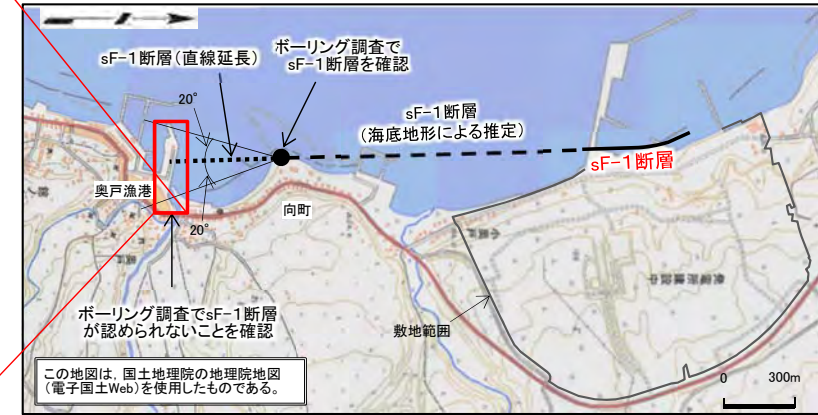 sF-1断層(直線延長)
ボーリング調査で
sF-1断層を確認
20°
sF-1断層
(海底地形による推定)
sF-1断層
奥戸漁港
向町
20°
ボーリング調査でsF-1断層
が認められないことを確認
敷地範囲
この地図は，国土地理院の地理院地図
(電子国土Web)を使用したものである。
0 300m